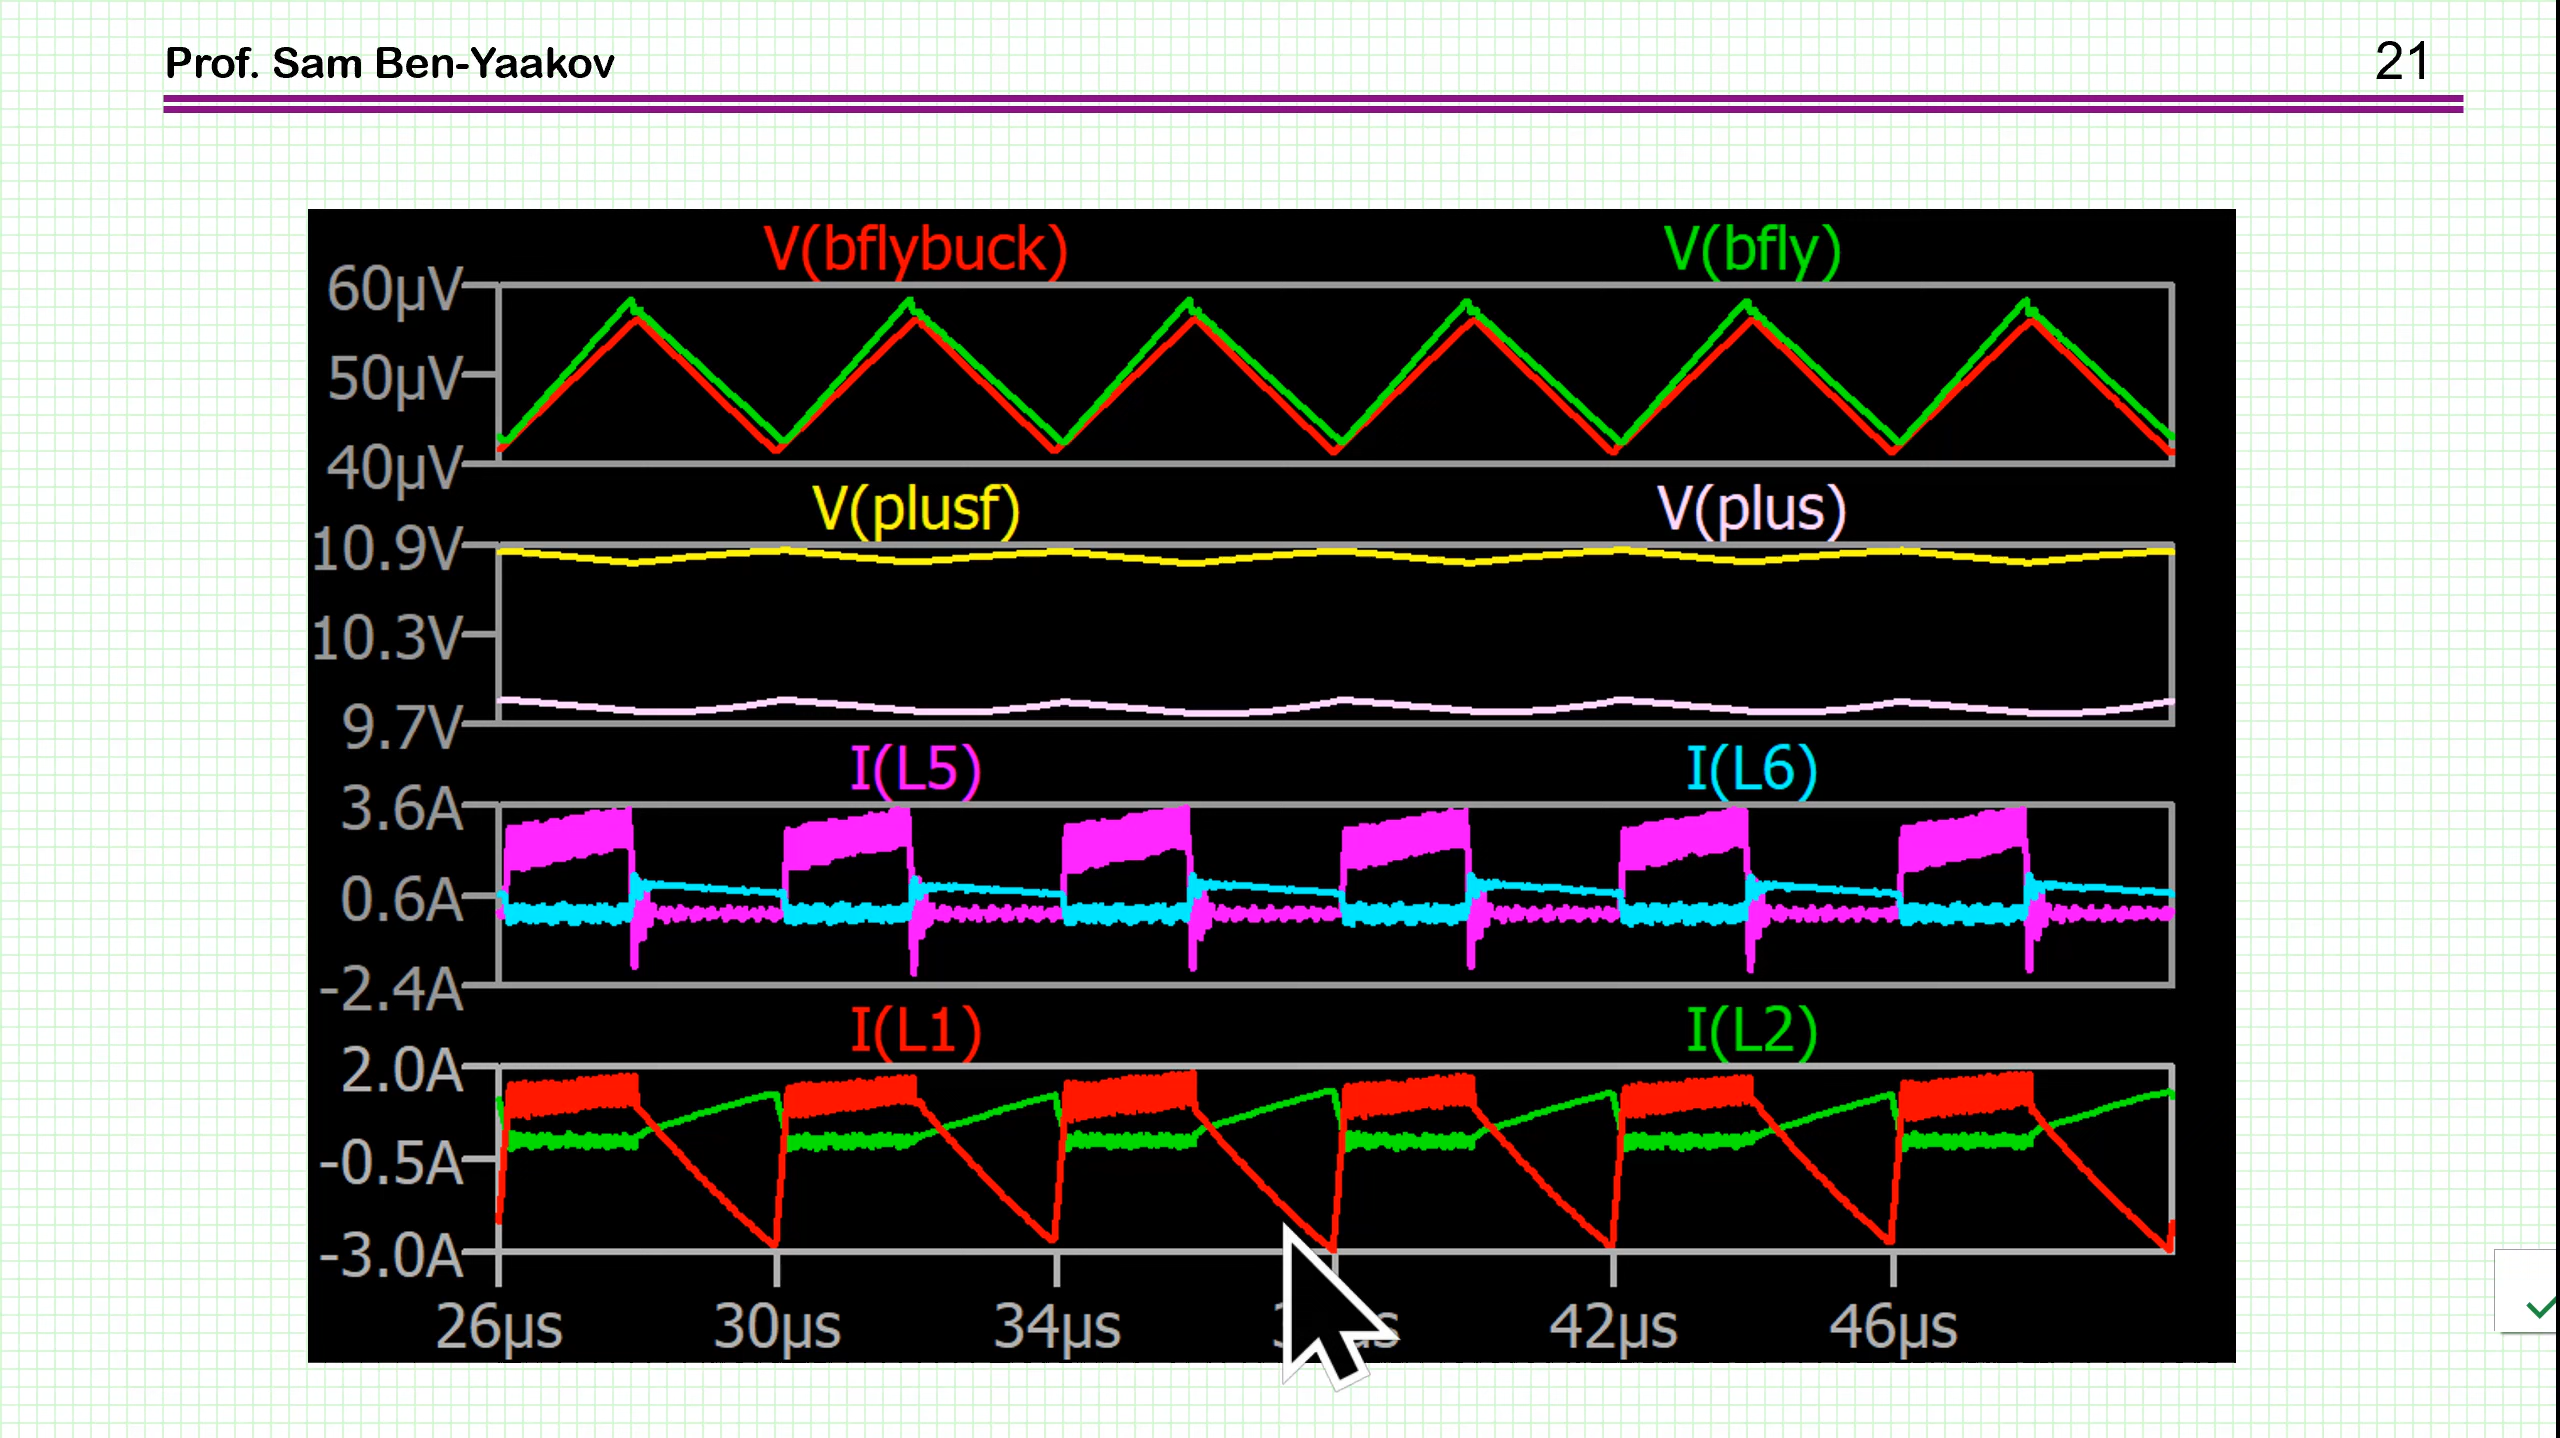 Prof. Sam Ben-Yaakov 21
V(bflybuck) V(bfly)
60µV
50µV
40µV
V(plusf) V(plus)
10.9V
10.3V
9.7V
I(L5) I(L6)
3.6A
0.6A
-2.4A
I(L1) I(L2)
2.0A
-0.5A
-3.0A
26µs 30µs 34µs 42µs 46µs